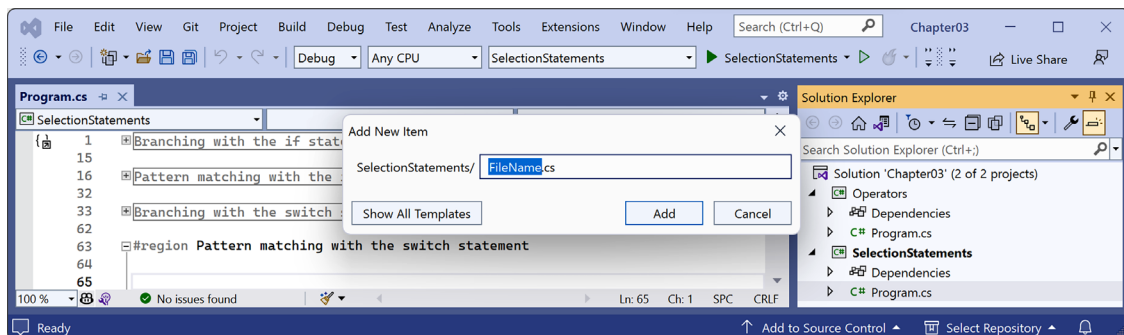 File Edit View Git Project Build Debug Test Analyze Tools Extensions Window Help Search (Ctrl+Q) Chapter03
Debug Any CPU SelectionStatements SelectionStatements Live Share
Program.cs
SelectionStatements
{} 1 Branching with the if
15
16 Pattern matching with the
32
33 Branching with the switch
62
63 #region Pattern matching with the switch statement
64
65
100 % No issues found Ln: 65 Ch: 1 SPC CRLF
Add New Item
SelectionStatements/ FileName.cs
Show All Templates Add Cancel
Solution Explorer
Search Solution Explorer (Ctrl+;)
Solution 'Chapter03' (2 of 2 projects)
C# Operators
Dependencies
C# Program.cs
C# SelectionStatements
Dependencies
C# Program.cs
Ready Add to Source Control Select Repository